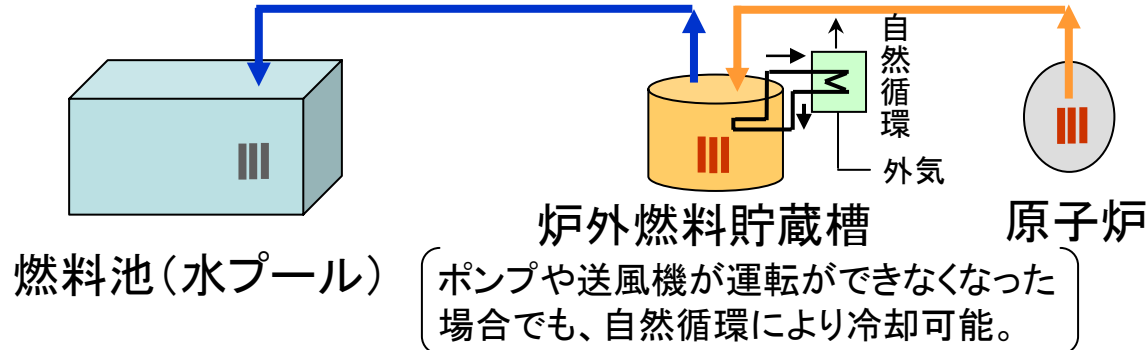 自然循環
外気
炉外燃料貯蔵槽
原子炉
燃料池(水プール)
ポンプや送風機が運転ができなくなった
場合でも、自然循環により冷却可能。